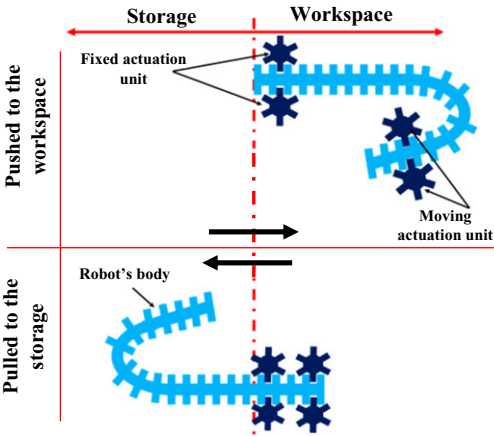 Storage
Workspace
Pushed to the
workspace
Fixed actuation
unit
Moving
actuation unit
Pulled to the
storage
Robot's body